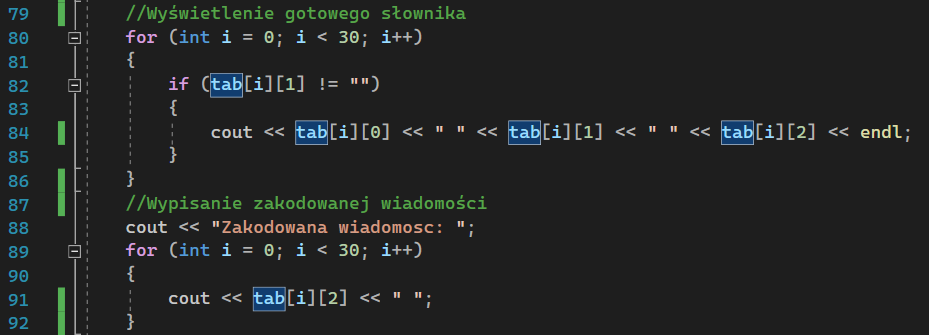 79 //Wyświetlenie gotowego słownika
80 for (int i = 0; i < 30; i++)
81 {
82 if (tab[i][1] != "")
83 {
84 cout << tab[i][0] << " " << tab[i][1] << " " << tab[i][2] << endl;
85 }
86 }
87 //Wypisanie zakodowanej wiadomości
88 cout << "Zakodowana wiadomosc: ";
89 for (int i = 0; i < 30; i++)
90 {
91 cout << tab[i][2] << " ";
92 }